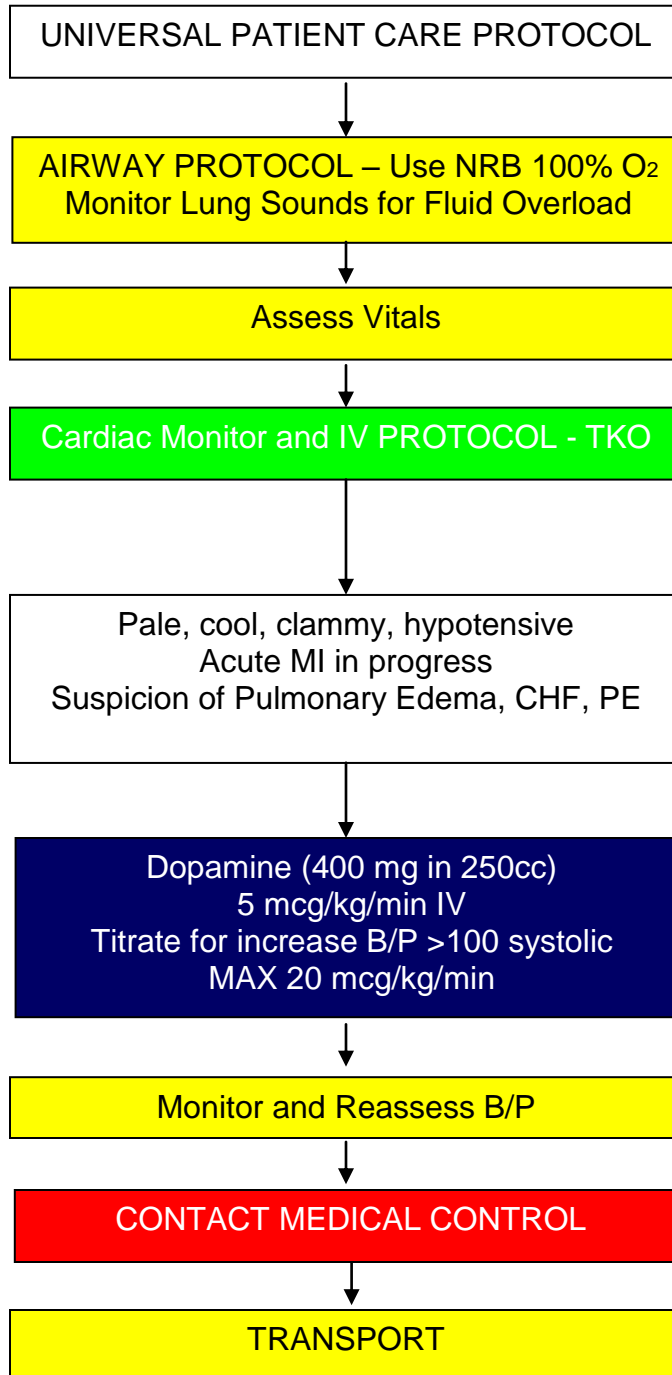 UNIVERSAL PATIENT CARE PROTOCOL
AIRWAY PROTOCOL – Use NRB 100% O2
Monitor Lung Sounds for Fluid Overload
Assess Vitals
Cardiac Monitor and IV PROTOCOL - TKO
Pale, cool, clammy, hypotensive
Acute MI in progress
Suspicion of Pulmonary Edema, CHF, PE
Dopamine (400 mg in 250cc)
5 mcg/kg/min IV
Titrate for increase B/P >100 systolic
MAX 20 mcg/kg/min
Monitor and Reassess B/P
CONTACT MEDICAL CONTROL
TRANSPORT